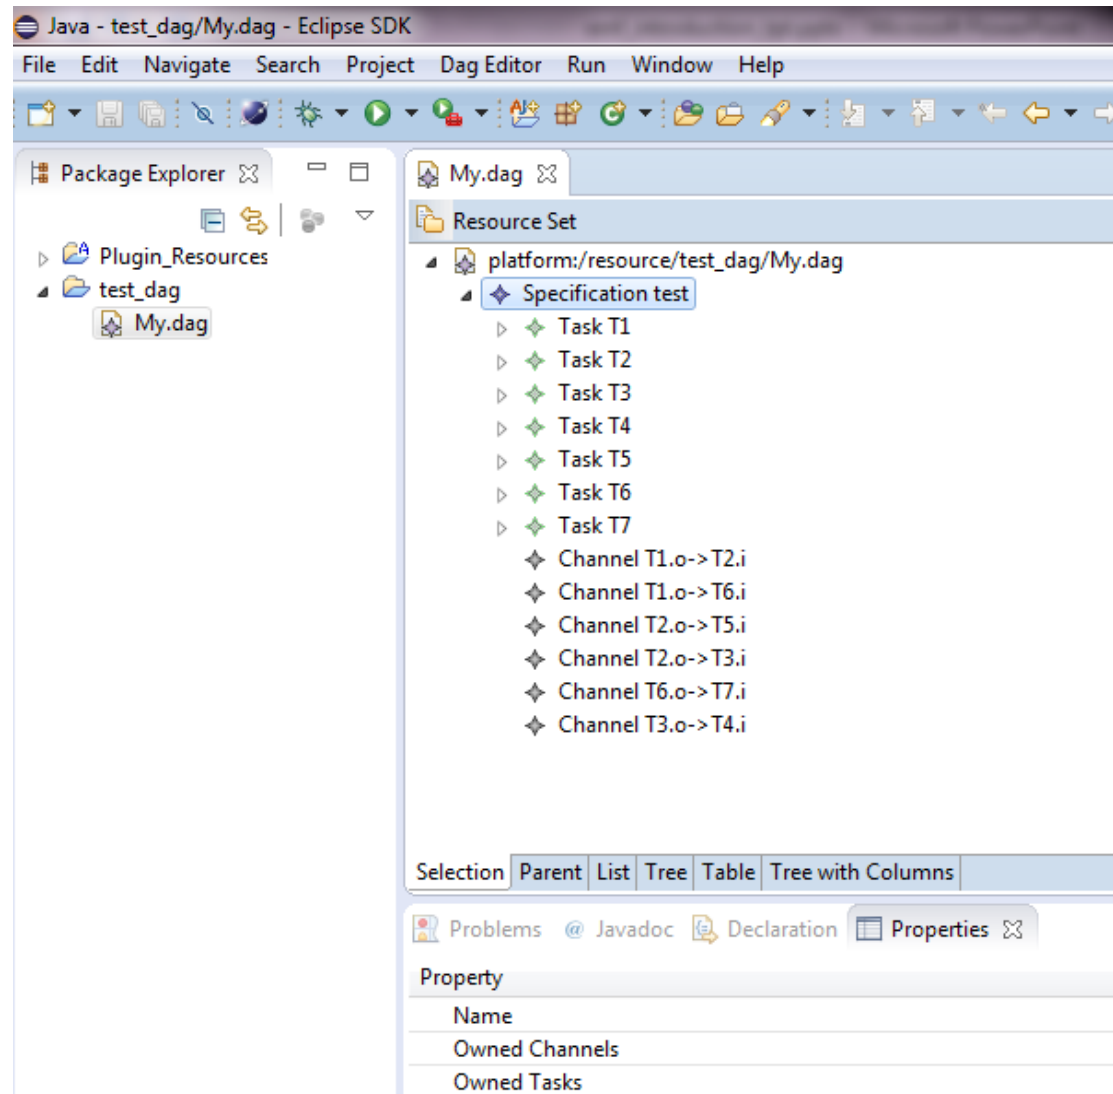 Java - test_dag/My.dag - Eclipse SDK
File Edit Navigate Search Project Dag Editor Run Window Help
Package Explorer
Plugin_Resources
test_dag
My.dag
My.dag
Resource Set
platform:/resource/test_dag/My.dag
Specification test
Task T1
Task T2
Task T3
Task T4
Task T5
Task T6
Task T7
Channel T1.o->T2.i
Channel T1.o->T6.i
Channel T2.o->T5.i
Channel T2.o->T3.i
Channel T6.o->T7.i
Channel T3.o->T4.i
Selection Parent List Tree Table Tree with Columns
Problems @ Javadoc Declaration Properties
Property
Name
Owned Channels
Owned Tasks